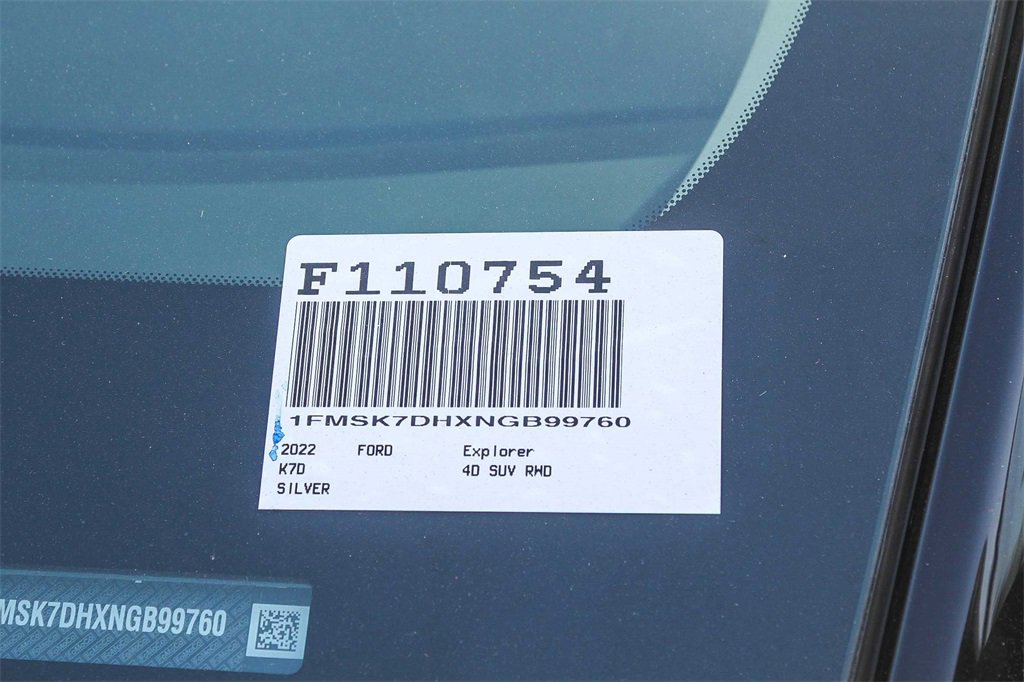 F110754
1FMSK7DHXNGB99760
2022 FORD Explorer
K7D 4D SUV RWD
SILVER
MSK7DHXNGB99760